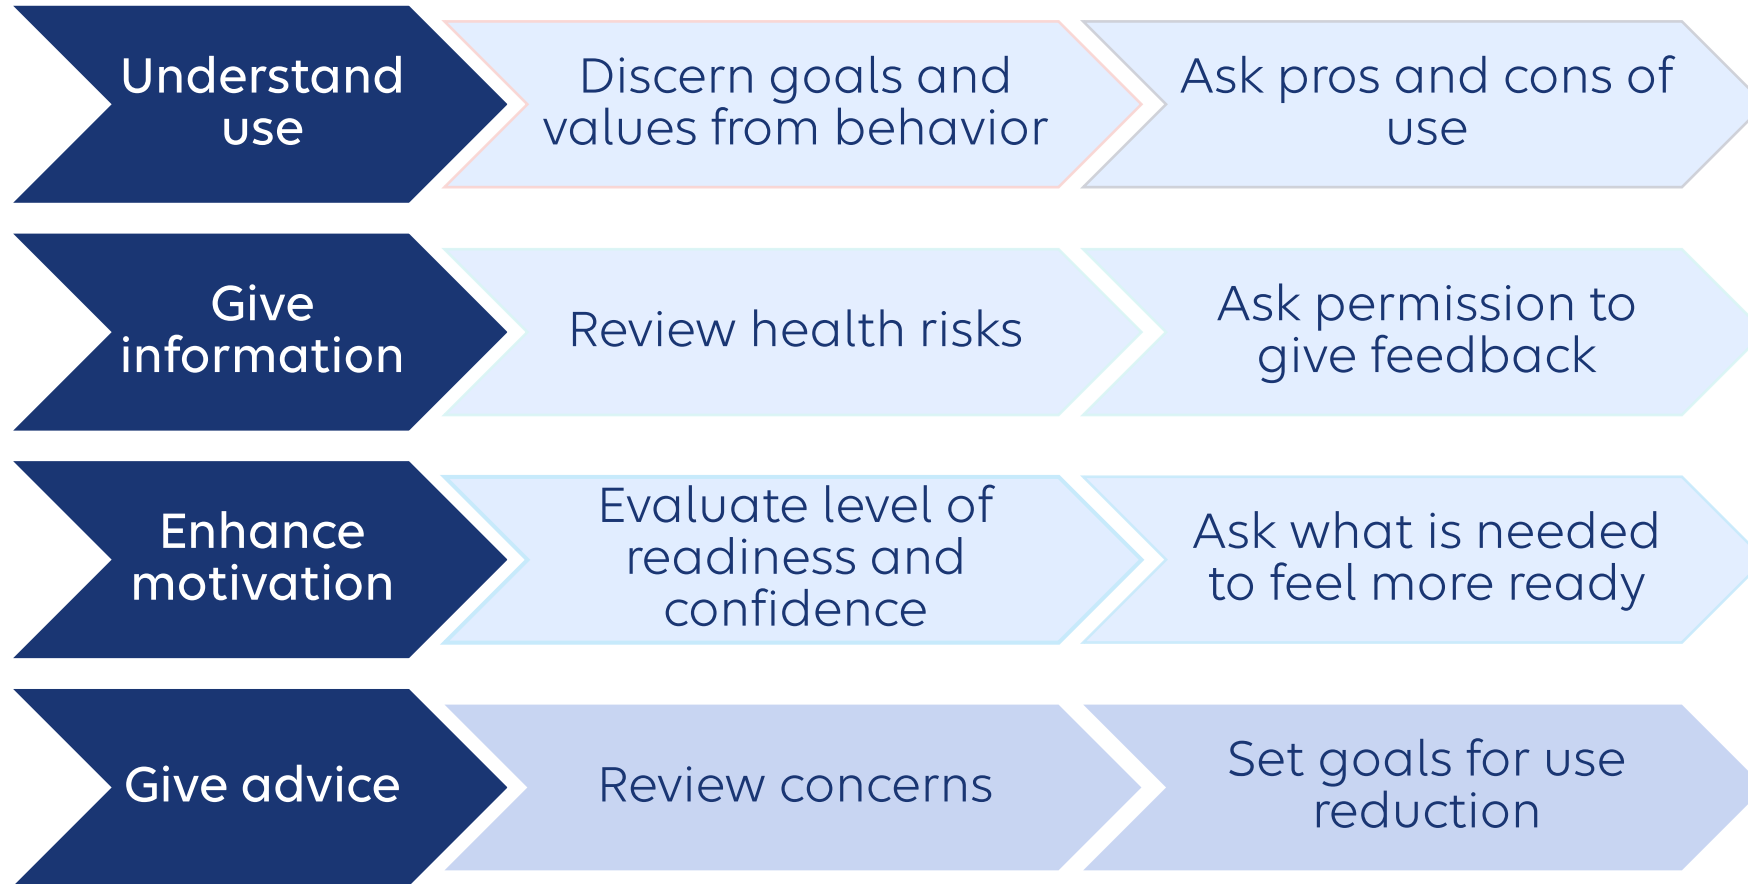 Understand
use
Discern goals and
values from behavior
Ask pros and cons of
use
Give
information
Review health risks
Ask permission to
give feedback
Enhance
motivation
Evaluate level of
readiness and
confidence
Ask what is needed
to feel more ready
Give advice
Review concerns
Set goals for use
reduction